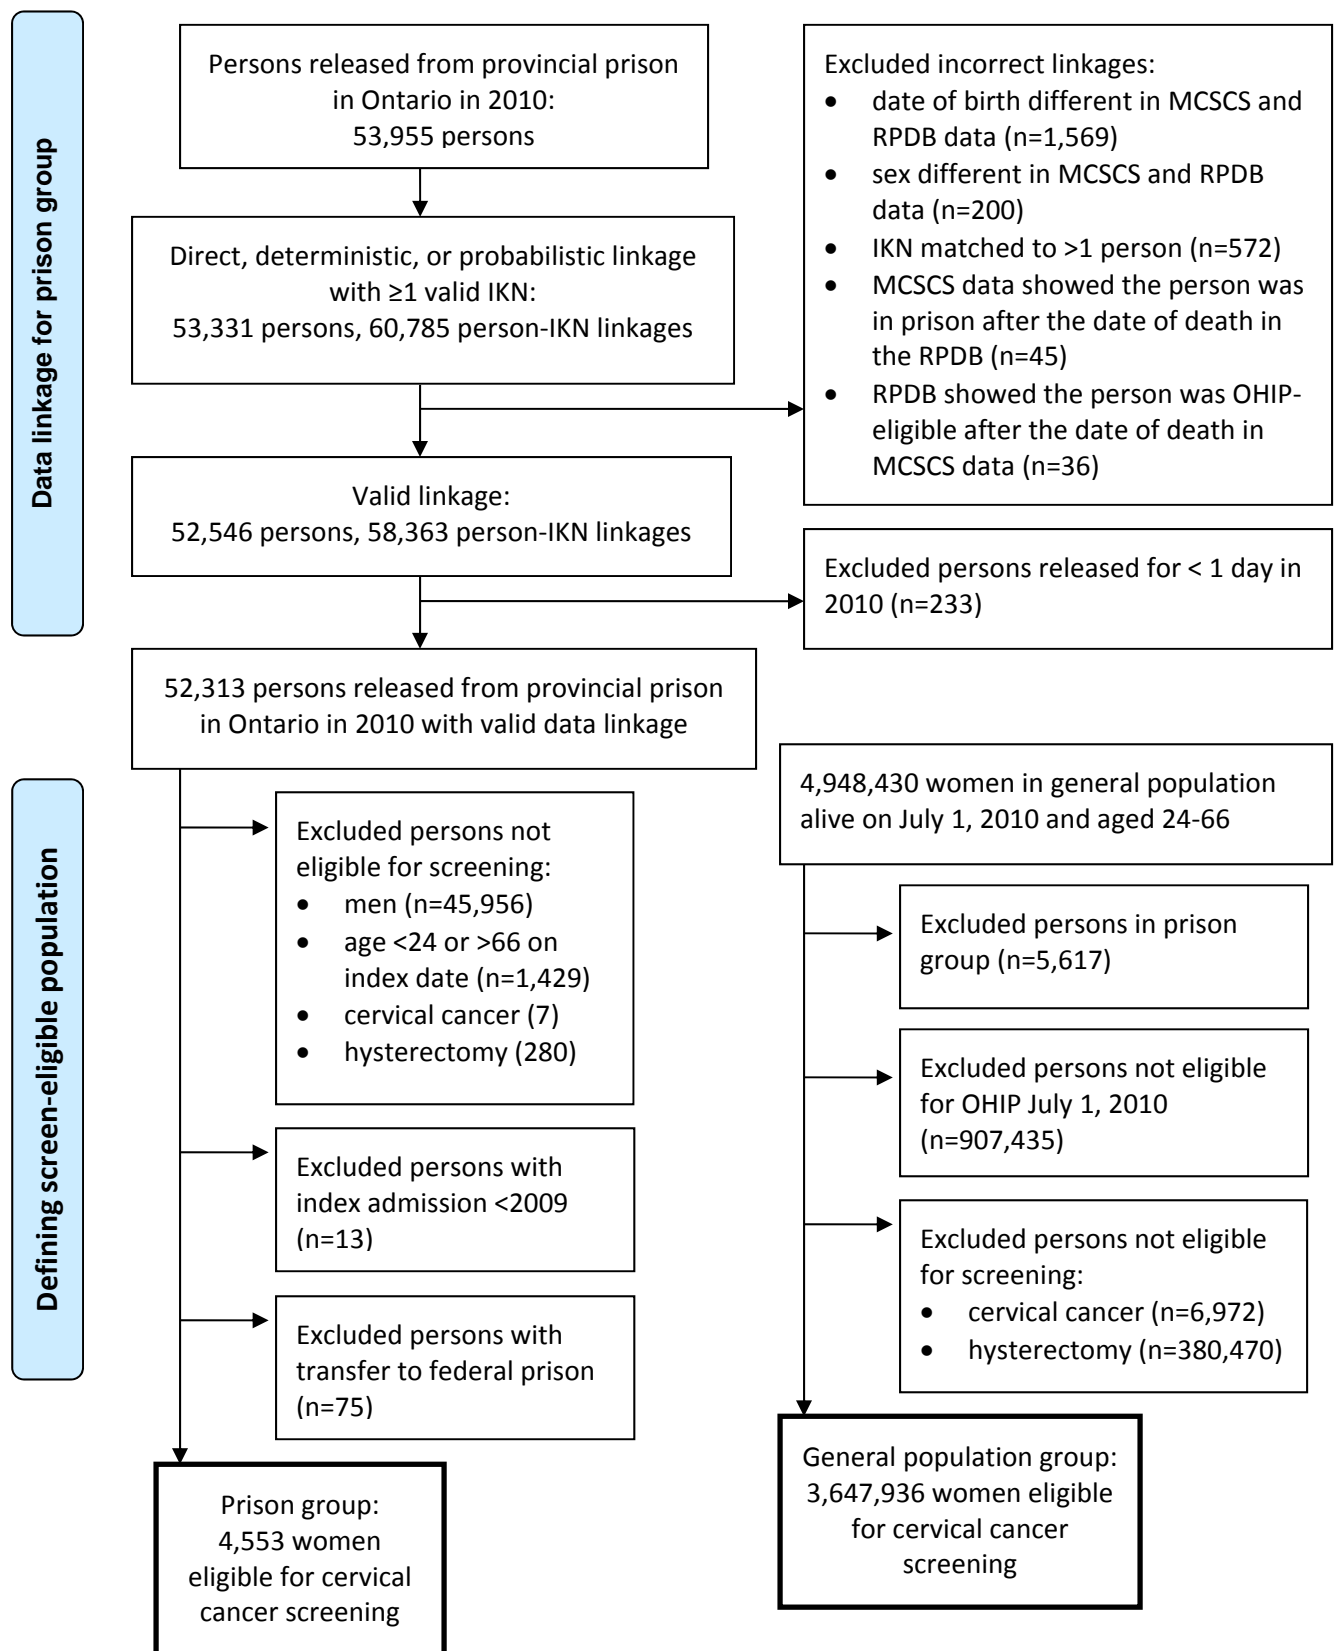 Data linkage for prison group
Persons released from provincial prison
in Ontario in 2010:
53,955 persons
Direct, deterministic, or probabilistic linkage
with ≥1 valid IKN:
53,331 persons, 60,785 person-IKN linkages
Excluded incorrect linkages:
• date of birth different in MCSCS and
RPDB data (n=1,569)
• sex different in MCSCS and RPDB
data (n=200)
• IKN matched to >1 person (n=572)
• MCSCS data showed the person was
in prison after the date of death in
the RPDB (n=45)
• RPDB showed the person was OHIP-
eligible after the date of death in
MCSCS data (n=36)
Valid linkage:
52,546 persons, 58,363 person-IKN linkages
Excluded persons released for < 1 day in
2010 (n=233)
52,313 persons released from provincial prison
in Ontario in 2010 with valid data linkage
Defining screen-eligible population
Excluded persons not
eligible for screening:
• men (n=45,956)
• age <24 or >66 on
index date (n=1,429)
• cervical cancer (7)
• hysterectomy (280)
Excluded persons with
index admission <2009
(n=13)
Excluded persons with
transfer to federal prison
(n=75)
Prison group:
4,553 women
eligible for cervical
cancer screening
4,948,430 women in general population
alive on July 1, 2010 and aged 24-66
Excluded persons in prison
group (n=5,617)
Excluded persons not eligible
for OHIP July 1, 2010
(n=907,435)
Excluded persons not eligible
for screening:
• cervical cancer (n=6,972)
• hysterectomy (n=380,470)
General population group:
3,647,936 women eligible
for cervical cancer
screening